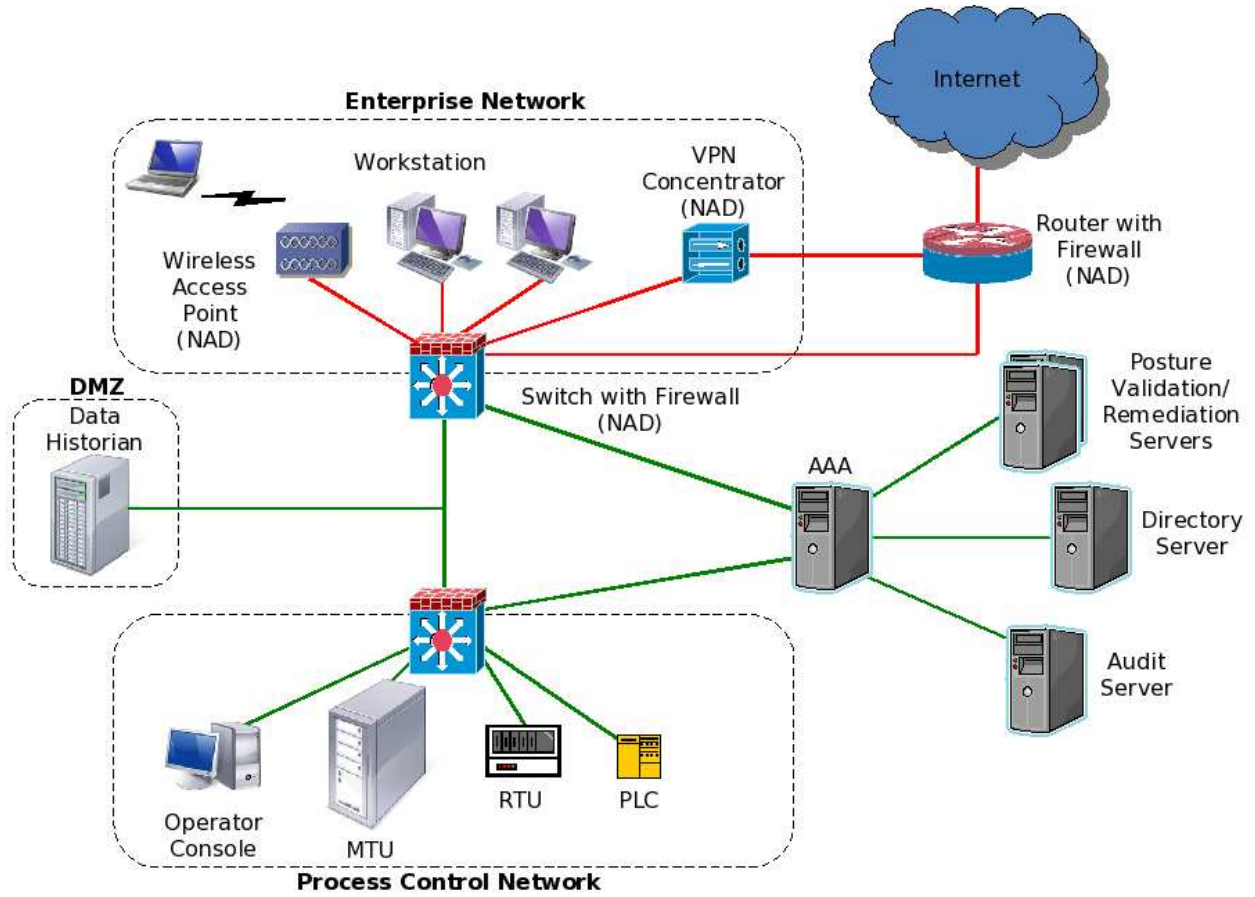 Internet
Enterprise Network
Workstation
VPN
Concentrator
(NAD)
Router with
Firewall
(NAD)
Wireless
Access
Point
(NAD)
DMZ
Data
Historian
Switch with Firewall
(NAD)
Posture
Validation/
Remediation
Servers
AAA
Directory
Server
Audit
Server
Operator
Console
MTU
RTU
PLC
Process Control Network